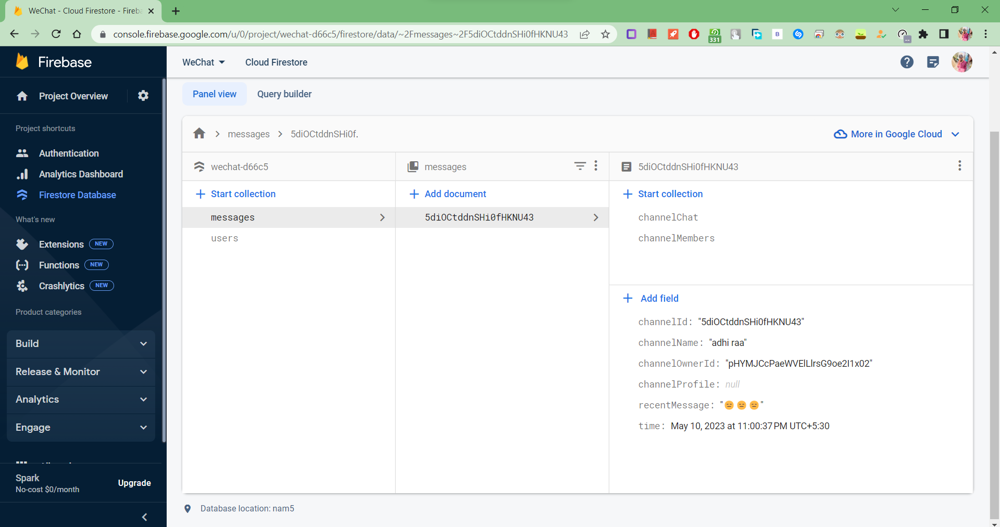 WeChat - Cloud Firestore - Fireba
console.firebase.google.com/u/0/project/wechat-d66c5/firestore/data/~2Fmessages~2F5diOCtddnSHi0fHKNU43
331
B
Firebase
WeChat
Cloud Firestore
Project Overview
Panel view
Query builder
Project shortcuts
messages
5diOCtddnSHi0f.
More in Google Cloud
Authentication
Analytics Dashboard
Firestore Database
What's new
Extensions NEW
Functions NEW
Crashlytics NEW
Product categories
Build
Release & Monitor
Analytics
Engage
Spark
No-cost $0/month
Upgrade
wechat-d66c5
Start collection
messages
users
messages
Add document
5diOCtddnSHi0fHKNU43
5diOCtddnSHi0fHKNU43
Start collection
channelChat
channelMembers
Add field
channelId: "5diOCtddnSHi0fHKNU43"
channelName: "adhi raa"
channelOwnerId: "pHYMJCcPaeWVElLlrsG9oe2I1x02"
channelProfile: null
recentMessage: "😑😑😑"
time: May 10, 2023 at 11:00:37 PM UTC+5:30
Database location: nam5